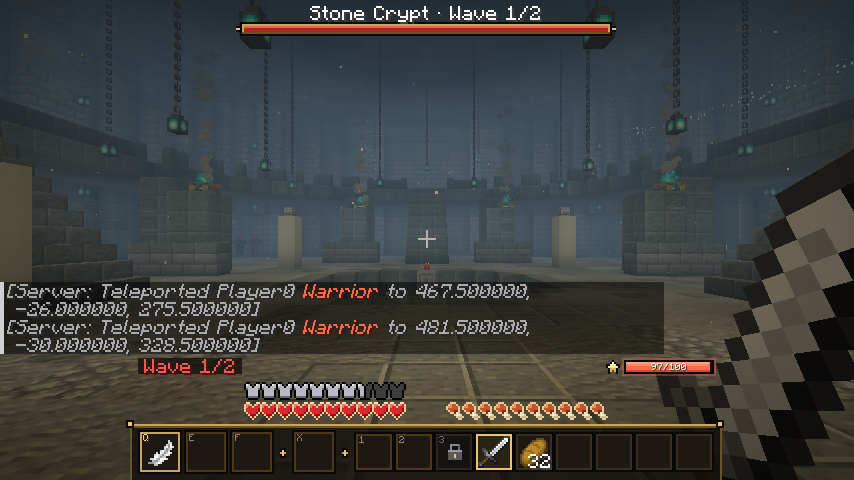 Stone Crypt · Wave 1/2
[Server: Teleported Player0 Warrior to 467.500000,
-26.000000, 275.500000]
[Server: Teleported Player0 Warrior to 481.500000,
-30.000000, 328.500000]
Wave 1/2
97/100
Q E F X 1 2 3
32